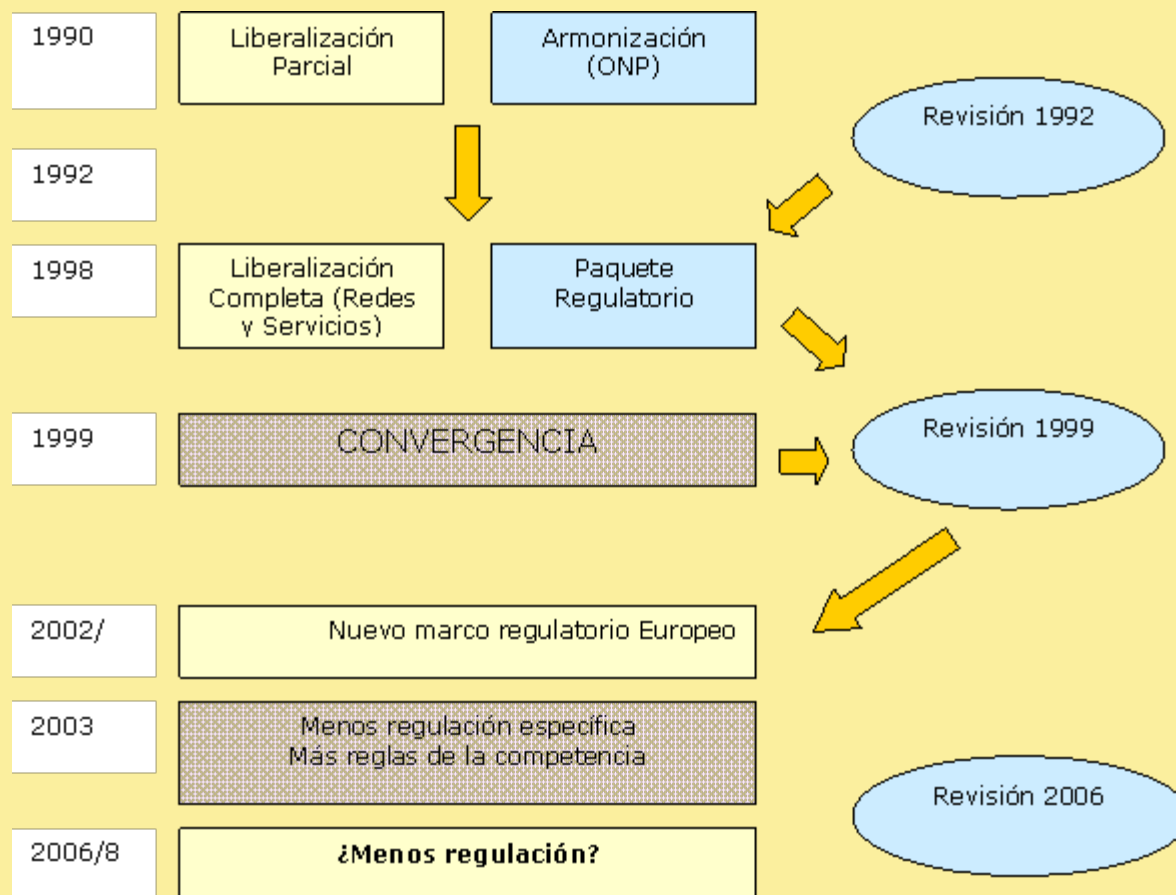 1990
Liberalización
Parcial
Armonización
(ONP)
Revisión 1992
1992
1998
Liberalización
Completa (Redes
y Servicios)
Paquete
Regulatorio
1999
CONVERGENCIA
Revisión 1999
2002/
Nuevo marco regulatorio Europeo
2003
Menos regulación específica
Más reglas de la competencia
Revisión 2006
2006/8
¿Menos regulación?